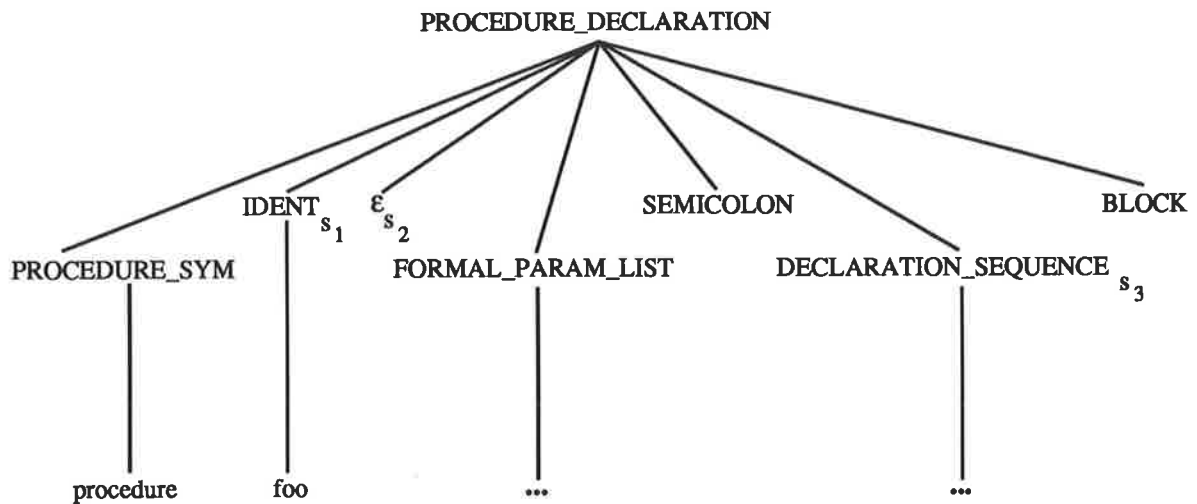 PROCEDURE_DECLARATION
IDENT s1
ε s2
SEMICOLON
BLOCK
PROCEDURE_SYM
FORMAL_PARAM_LIST
DECLARATION_SEQUENCE s3
procedure
foo
...
...